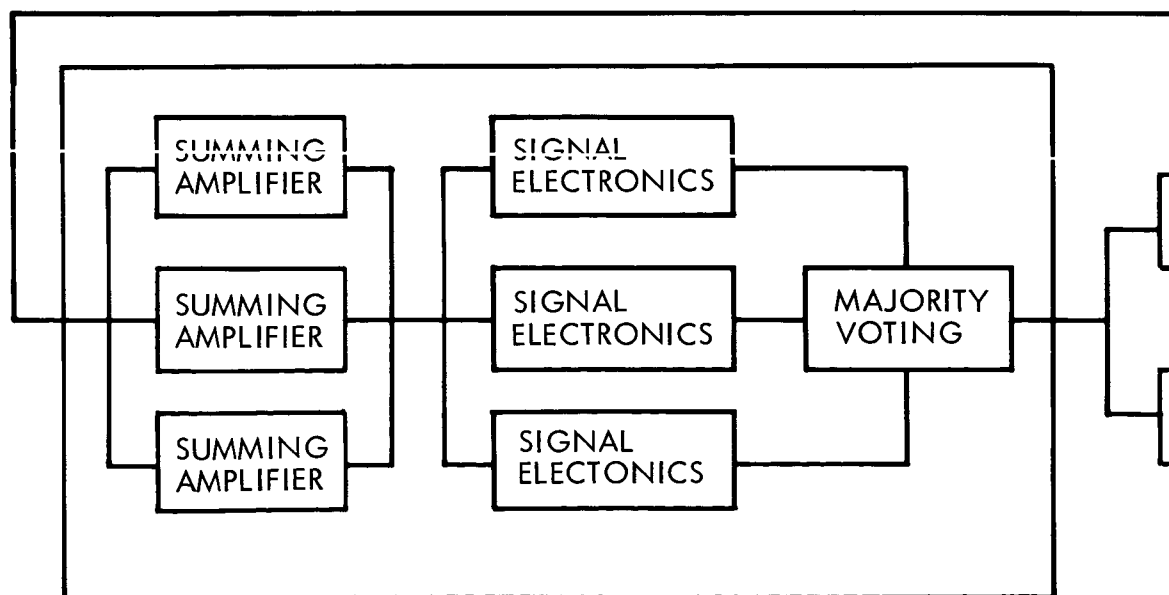 SUMMING
AMPLIFIER
SIGNAL
ELECTRONICS
SUMMING
AMPLIFIER
SIGNAL
ELECTRONICS
MAJORITY
VOTING
SUMMING
AMPLIFIER
SIGNAL
ELECTONICS